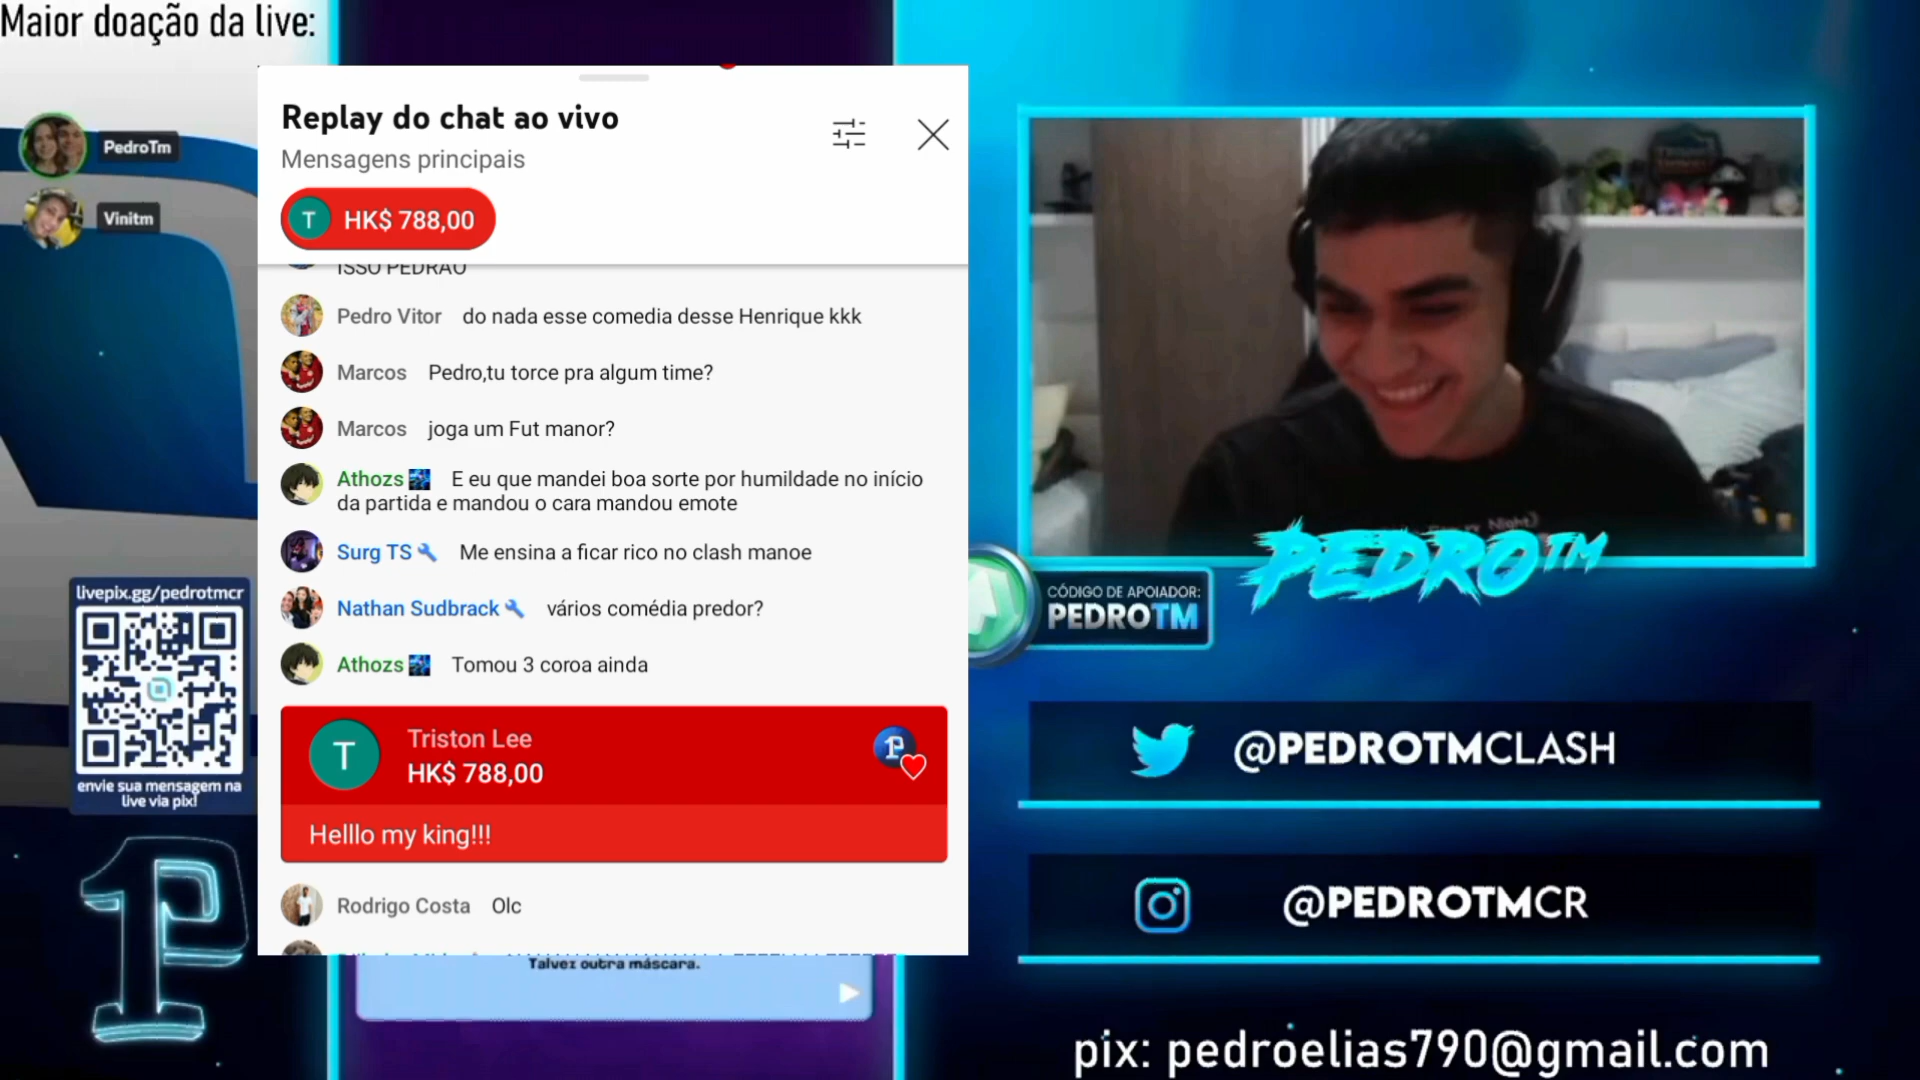 Maior doação da live:
PedroTm
Vinitm
livepix.gg/pedrotmcr
envie sua mensagem na
live via pix!
Replay do chat ao vivo
Mensagens principais
T HK$ 788,00
ISSO PEDRAO
Pedro Vitor do nada esse comedia desse Henrique kkk
Marcos Pedro,tu torce pra algum time?
Marcos joga um Fut manor?
Athozs E eu que mandei boa sorte por humildade no início
da partida e mandou o cara mandou emote
Surg TS Me ensina a ficar rico no clash manoe
Nathan Sudbrack vários comédia predor?
Athozs Tomou 3 coroa ainda
T Triston Lee
HK$ 788,00
Helllo my king!!!
Rodrigo Costa Olc
Talvez outra máscara.
PEDROTM
CÓDIGO DE APOIADOR:
PEDROTM
@PEDROTMCLASH
@PEDROTMCR
pix: pedroelias790@gmail.com